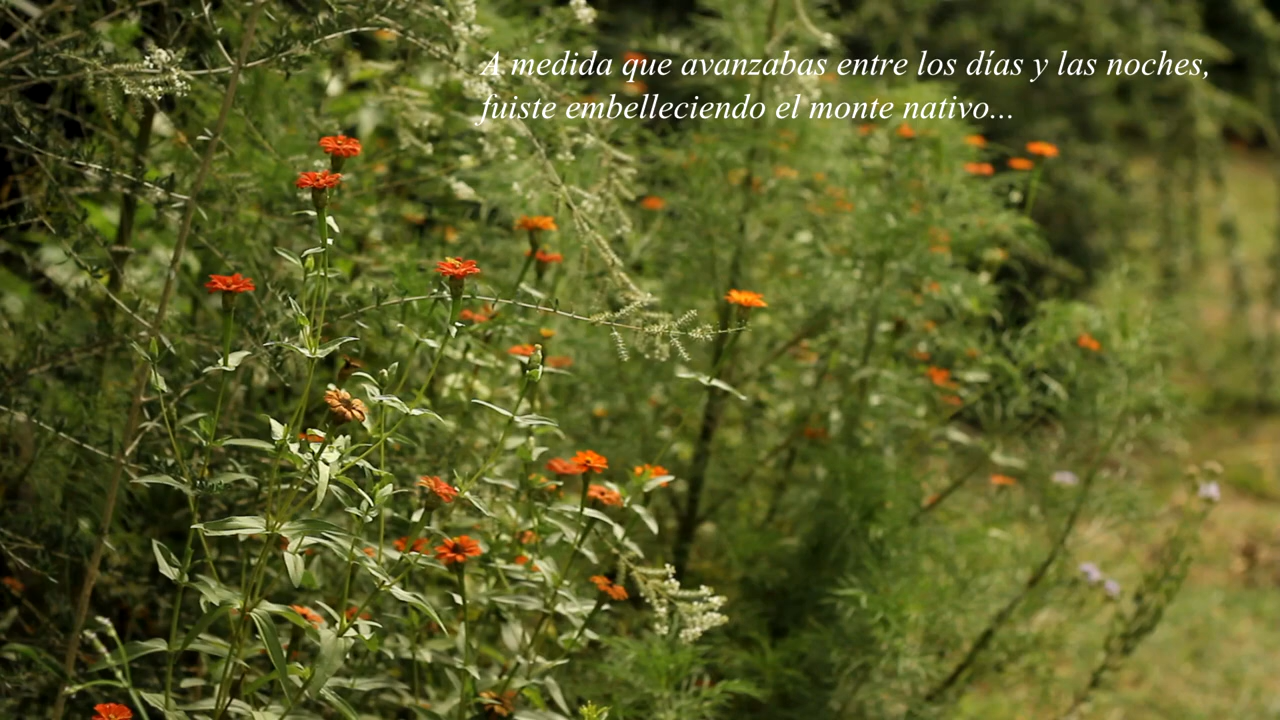 A medida que avanzabas entre los días y las noches,
fuiste embelleciendo el monte nativo...